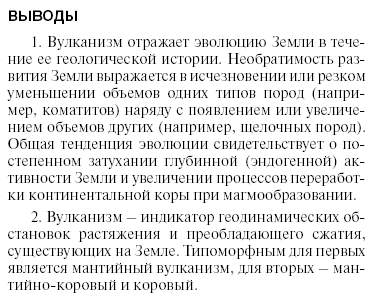 ВЫВОДЫ
1. Вулканизм отражает эволюцию Земли в тече-
ние ее геологической истории. Необратимость раз-
вития Земли выражается в исчезновении или резком
уменьшении объемов одних типов пород (напри-
мер, коматитов) наряду с появлением или увеличе-
нием объемов других (например, щелочных пород).
Общая тенденция эволюции свидетельствует о по-
степенном затухании глубинной (эндогенной) ак-
тивности Земли и увеличении процессов переработ-
ки континентальной коры при магмообразовании.
2. Вулканизм – индикатор геодинамических об-
становок растяжения и преобладающего сжатия,
существующих на Земле. Типоморфным для первых
является мантийный вулканизм, для вторых – ман-
тийно-коровый и коровый.